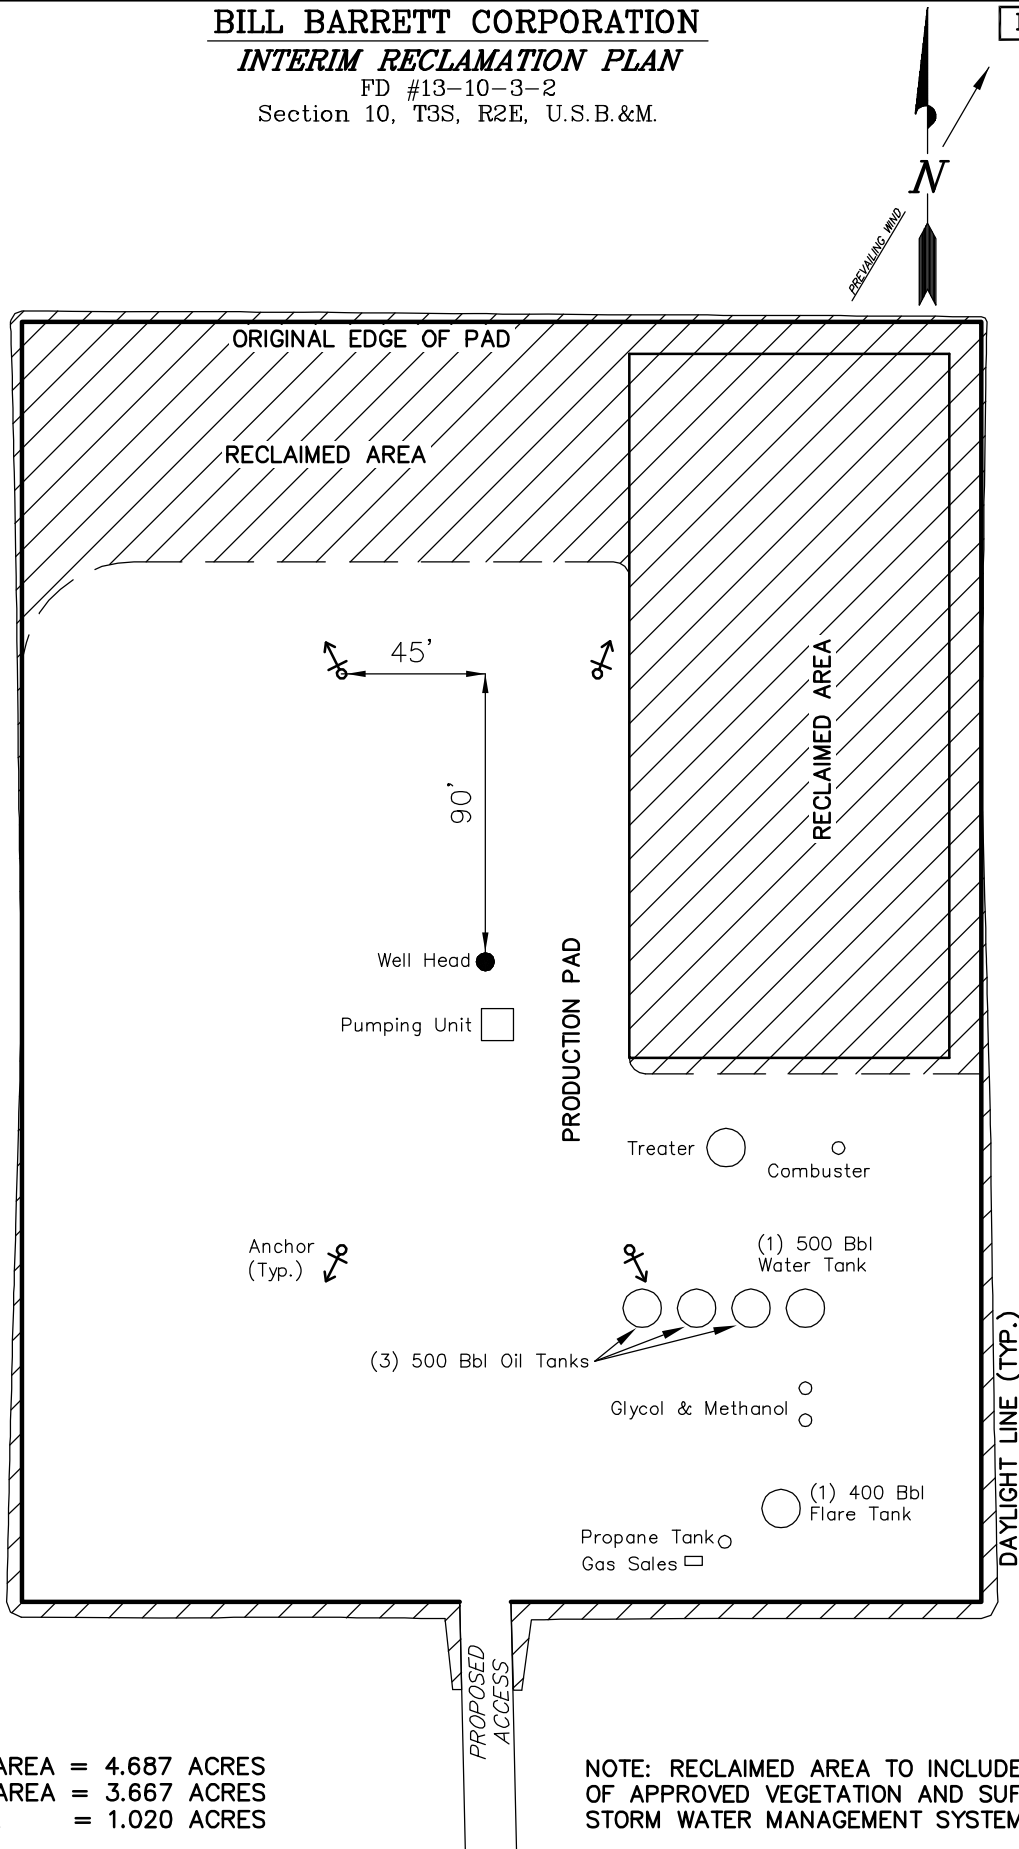 BILL BARRETT CORPORATION
INTERIM RECLAMATION PLAN
FD #13-10-3-2
Section 10, T3S, R2E, U.S.B.&M.
N
PREVAILING WIND
ORIGINAL EDGE OF PAD
RECLAIMED AREA
45'
90'
RECLAIMED AREA
Well Head
Pumping Unit
PRODUCTION PAD
Treater
Combuster
Anchor
(Typ.)
(1) 500 Bbl
Water Tank
(3) 500 Bbl Oil Tanks
Glycol & Methanol
(1) 400 Bbl
Flare Tank
Propane Tank
Gas Sales
DAYLIGHT LINE (TYP.)
PROPOSED
ACCESS
AREA = 4.687 ACRES
AREA = 3.667 ACRES
= 1.020 ACRES
NOTE: RECLAIMED AREA TO INCLUDE
OF APPROVED VEGETATION AND
STORM WATER MANAGEMENT SYSTEM